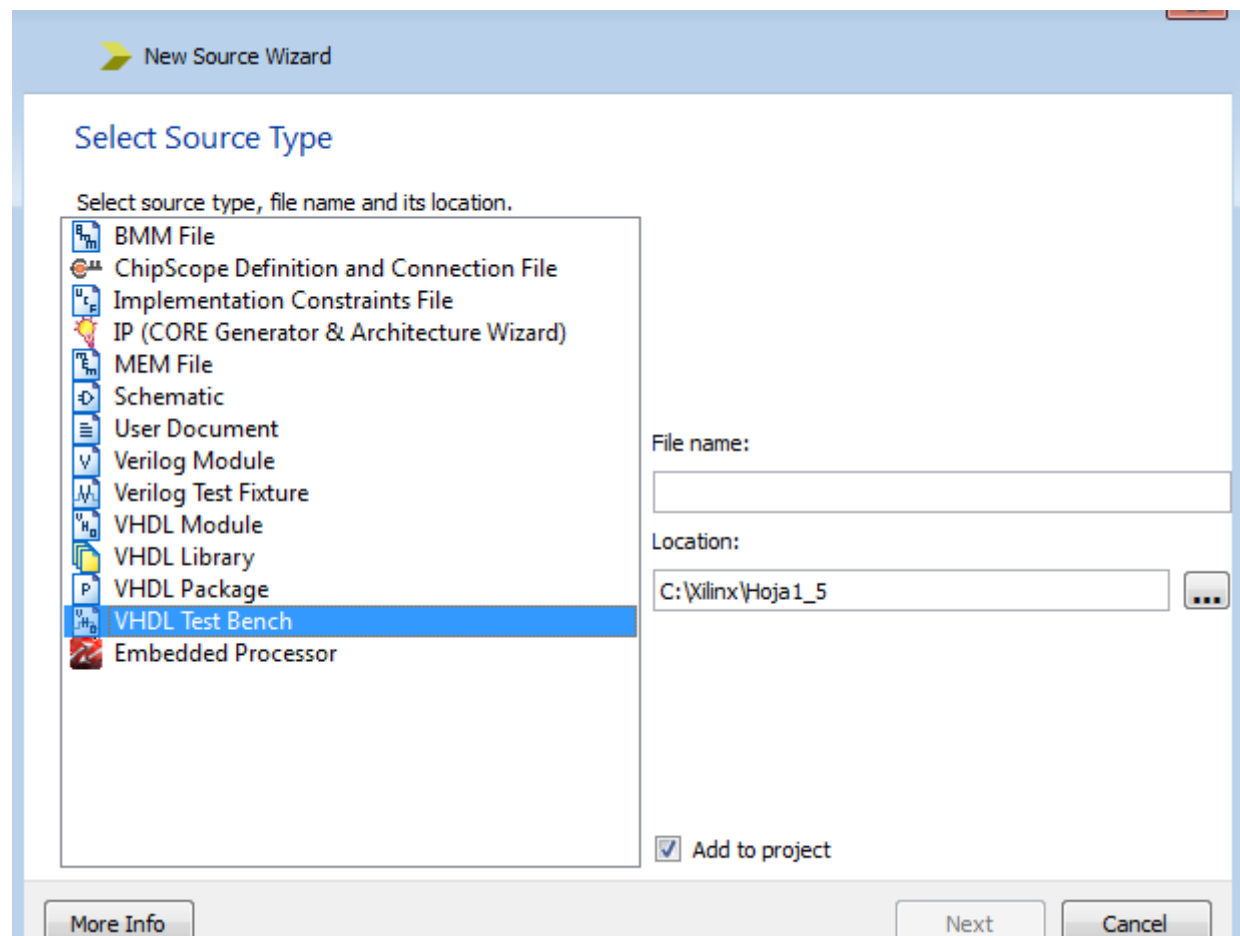 New Source Wizard
Select Source Type
Select source type, file name and its location.
BMM File
ChipScope Definition and Connection File
Implementation Constraints File
IP (CORE Generator & Architecture Wizard)
MEM File
Schematic
User Document
Verilog Module
Verilog Test Fixture
VHDL Module
VHDL Library
VHDL Package
VHDL Test Bench
Embedded Processor
File name:
Location:
C:\Xilinx\Hoja1_5
...
Add to project
More Info
Next
Cancel